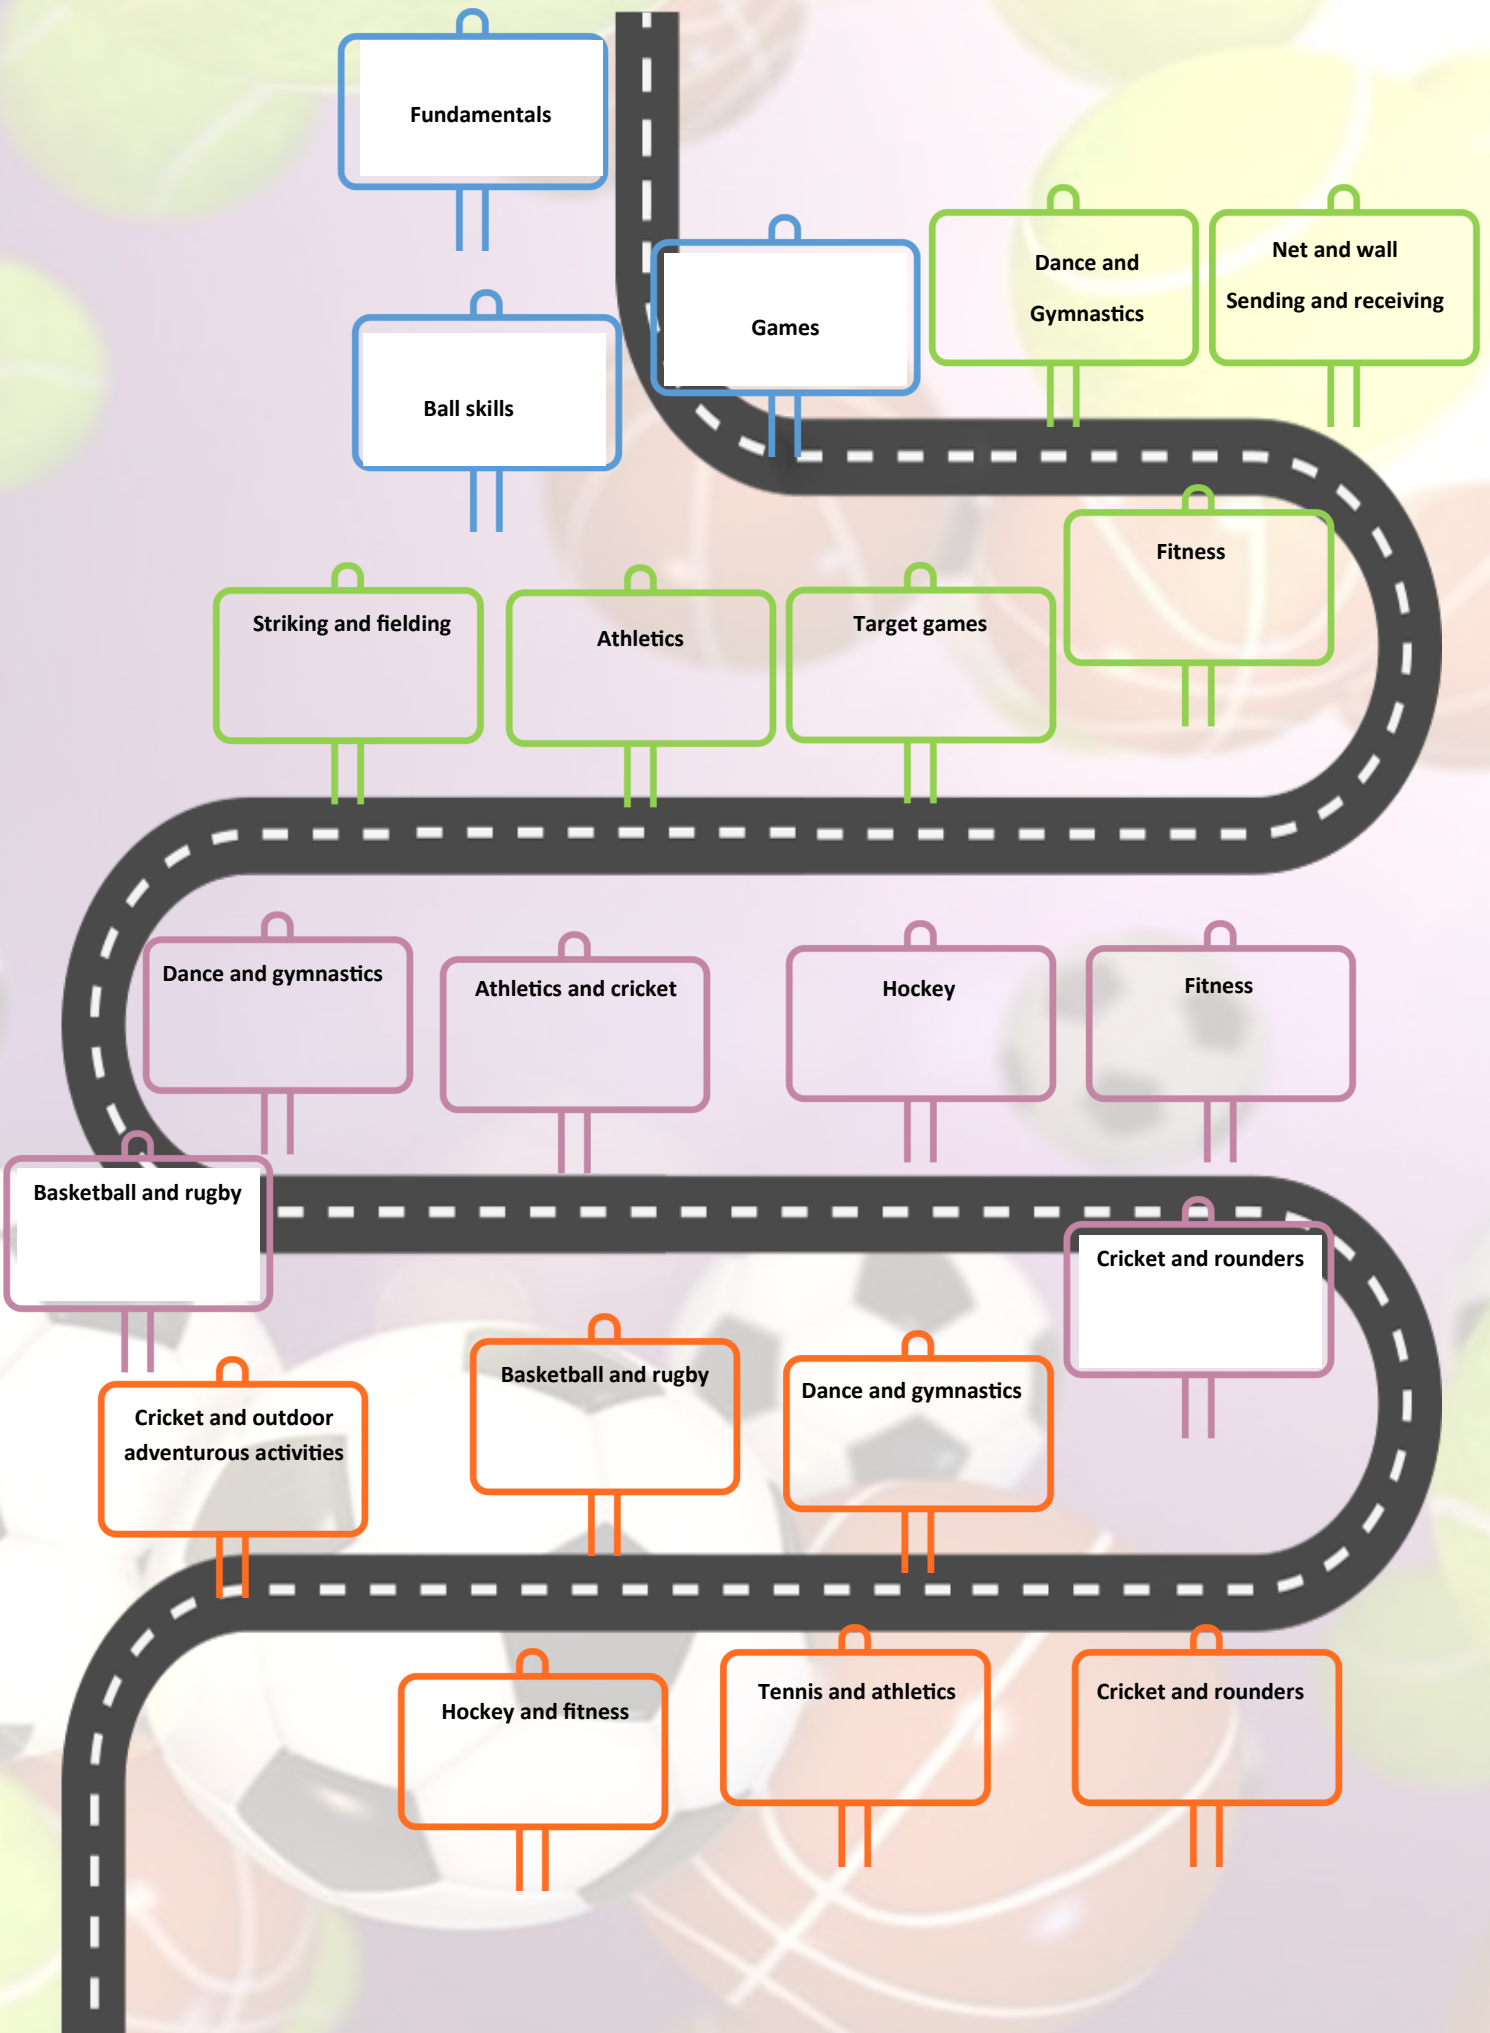 Fundamentals
Ball skills
Games
Dance and
Gymnastics
Net and wall
Sending and receiving
Fitness
Target games
Athletics
Striking and fielding
Dance and gymnastics
Athletics and cricket
Hockey
Fitness
Basketball and rugby
Cricket and rounders
Cricket and outdoor
adventurous activities
Basketball and rugby
Dance and gymnastics
Hockey and fitness
Tennis and athletics
Cricket and rounders